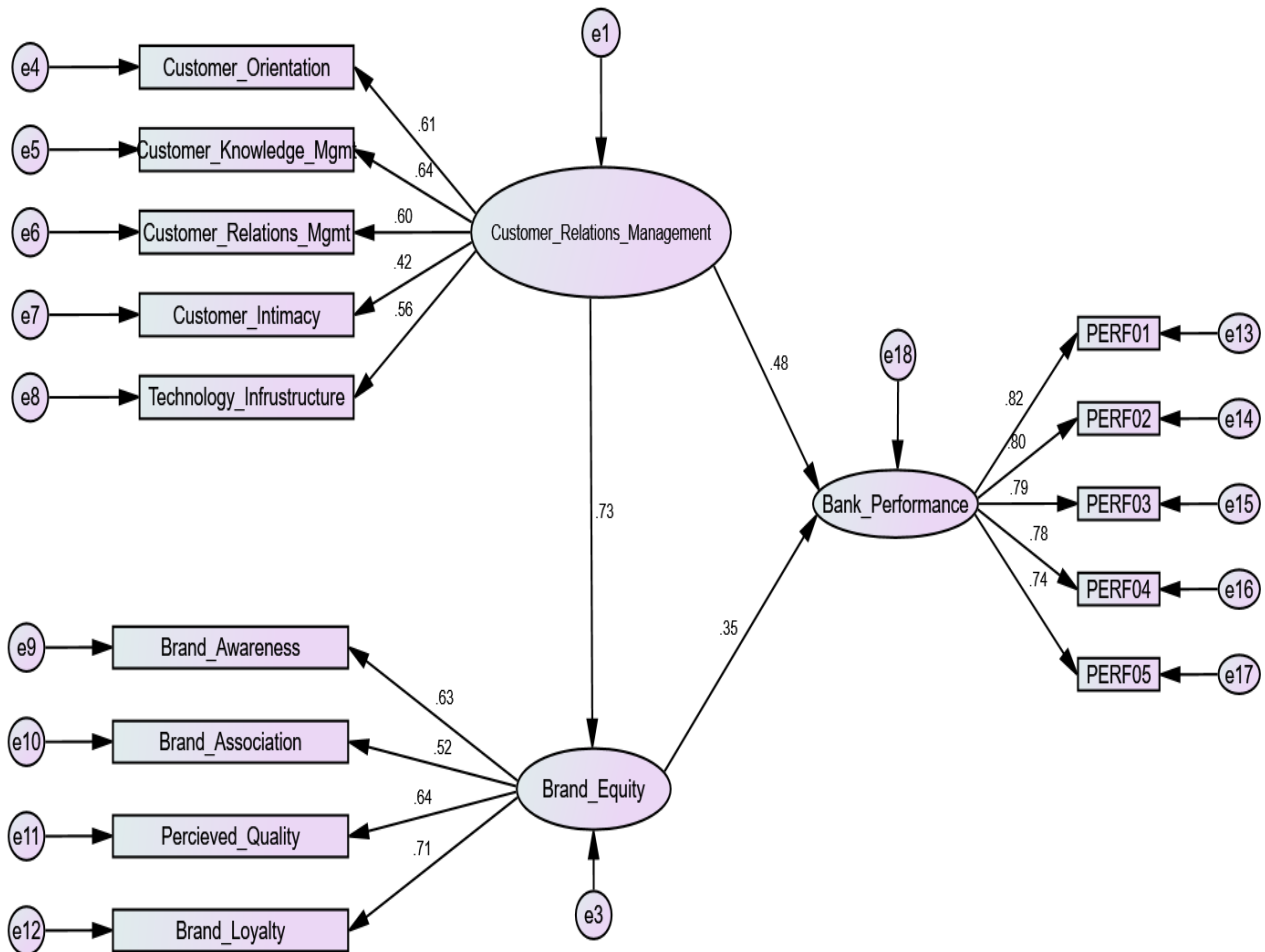 e1
e4
Customer_Orientation
.61
e5
Customer_Knowledge_Mgmt
.64
e6
Customer_Relations_Mgmt
.60
Customer_Relations_Management
e7
Customer_Intimacy
.42
e8
Technology_Infrustructure
.56
.48
e18
.73
Bank_Performance
.82
PERF01
e13
.80
PERF02
e14
.79
PERF03
e15
.78
PERF04
e16
.74
PERF05
e17
.35
e9
Brand_Awareness
.63
e10
Brand_Association
.52
Brand_Equity
e11
Percieved_Quality
.64
e12
Brand_Loyalty
.71
e3